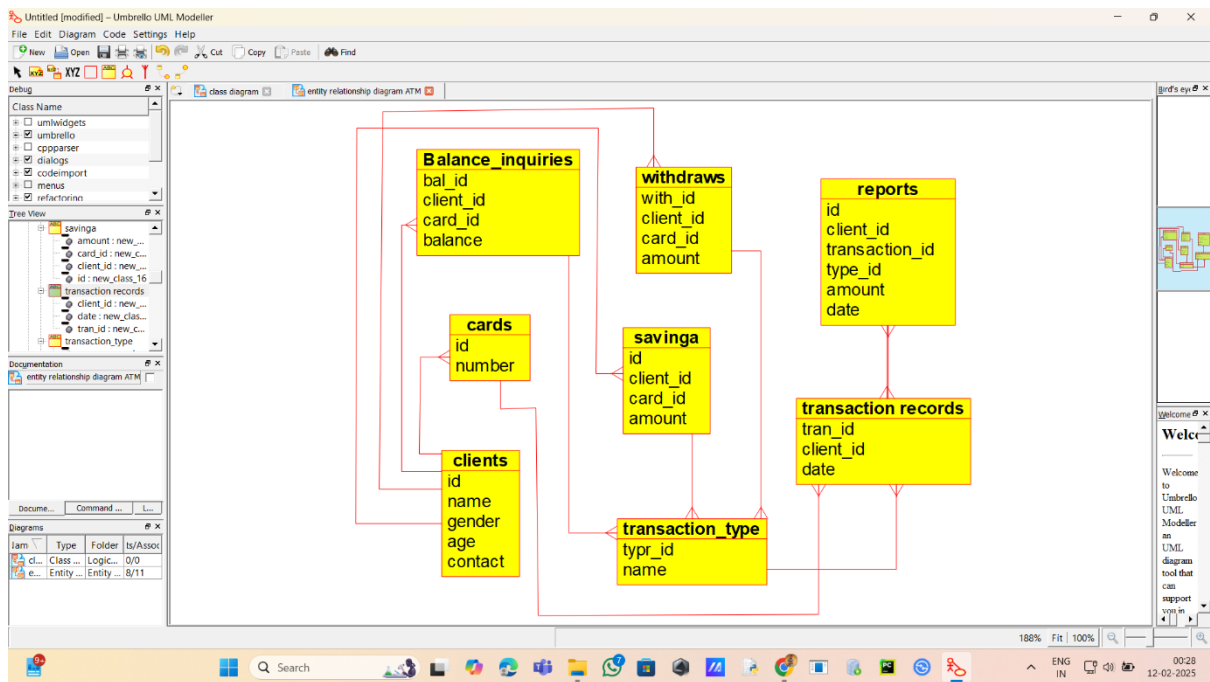 Untitled [modified] – Umbrello UML Modeller
File Edit Diagram Code Settings Help
New Open Cut Copy Paste Find
XYZ XYZ
Debug
class diagram
entity relationship diagram ATM
Bird's eye
Class Name
umlwidgets
umbrello
cppparser
dialogs
codeimport
menus
refactoring
Tree View
savinga
amount : new_...
card_id : new_c...
client_id : new_...
id : new_class_16
transaction records
client_id : new_...
date : new_clas...
tran_id : new_c...
transaction_type
Documentation
entity relationship diagram ATM
Docume... Command ... L...
Diagrams
Jam Type Folder ts/Assoc
cl... Class ... Logic... 0/0
e... Entity ... Entity ... 8/11
Balance_inquiries
bal_id
client_id
card_id
balance
withdraws
with_id
client_id
card_id
amount
reports
id
client_id
transaction_id
type_id
amount
date
cards
id
number
savinga
id
client_id
card_id
amount
transaction records
tran_id
client_id
date
clients
id
name
gender
age
contact
transaction_type
typr_id
name
Welcome
Welco
Welcome
to
Umbrello
UML
Modeller
an
UML
diagram
tool that
can
support
you in
188% Fit 100%
Search
ENG
IN
00:28
12-02-2025